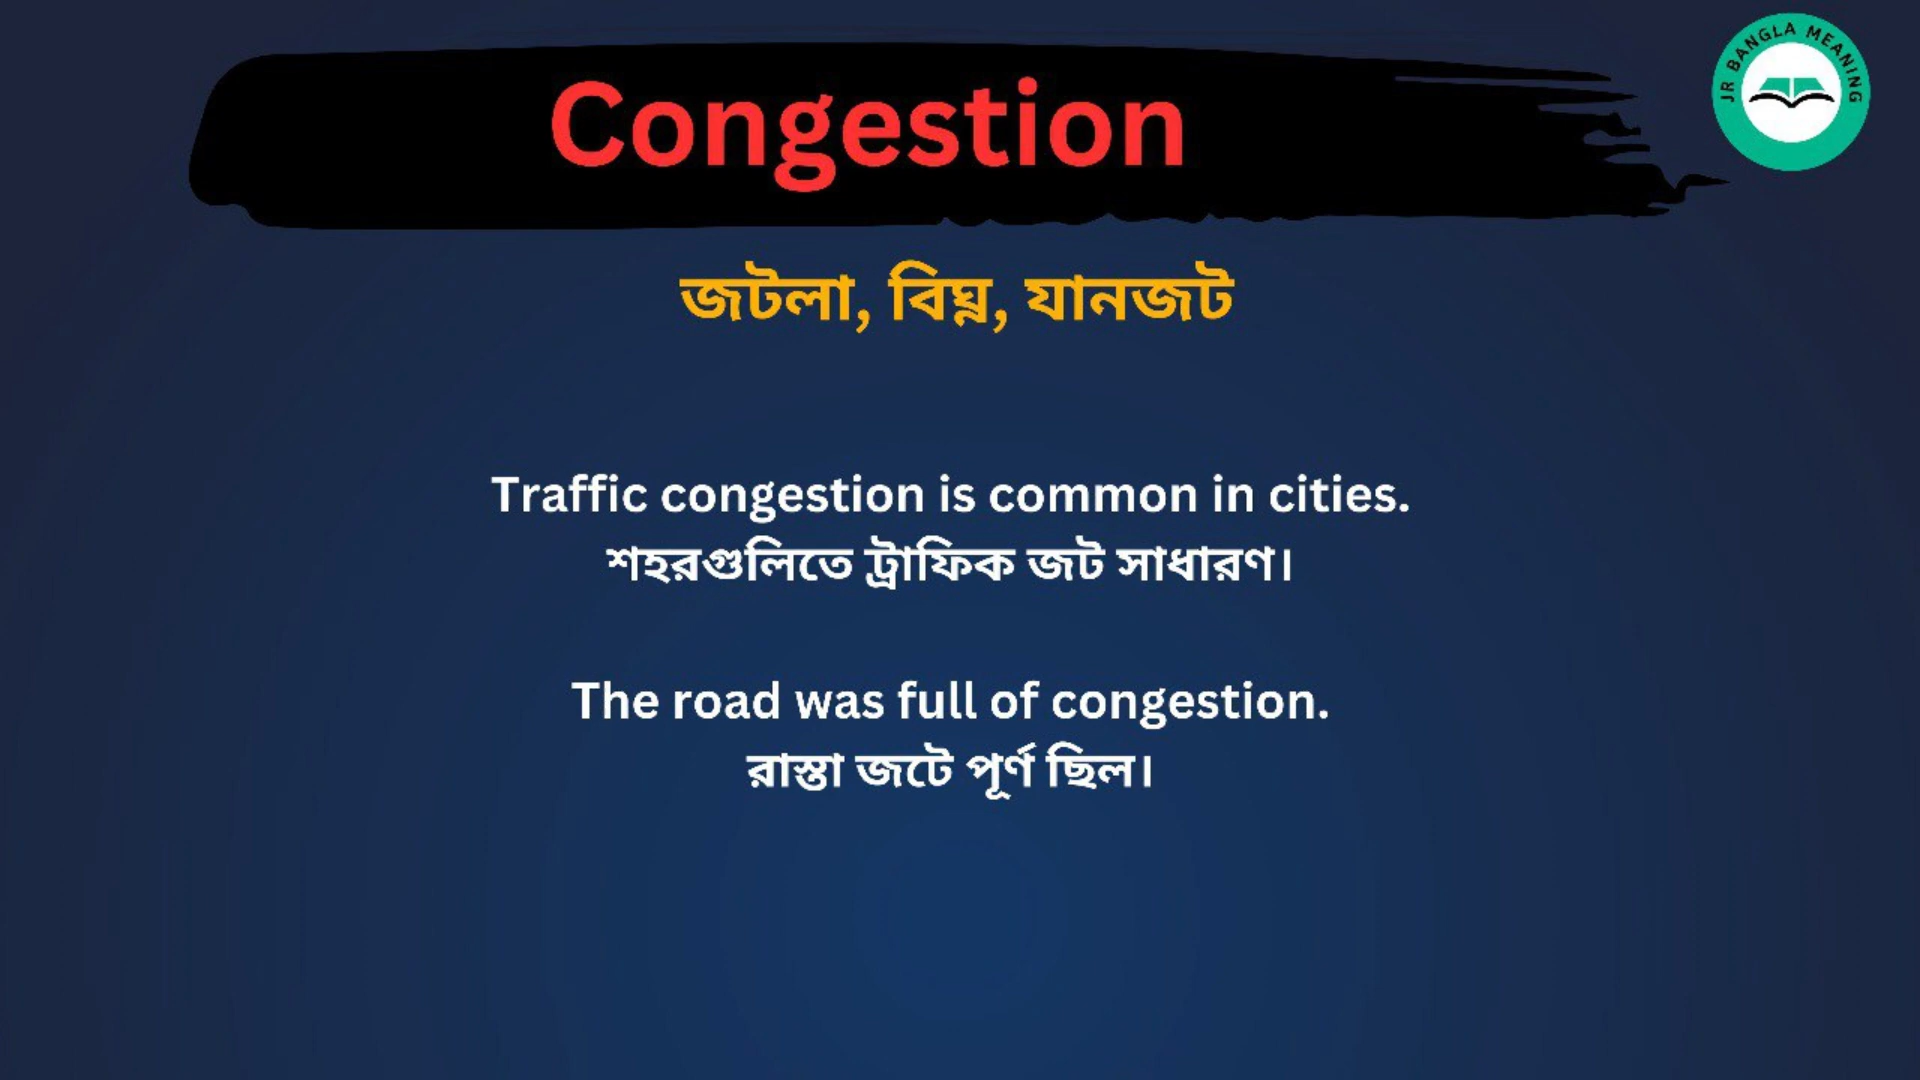 JR BANGLA MEANING
Congestion
জটলা, বিঘ্ন, যানজট
Traffic congestion is common in cities.
শহরগুলিতে ট্রাফিক জট সাধারণ।
The road was full of congestion.
রাস্তা জটে পূর্ণ ছিল।